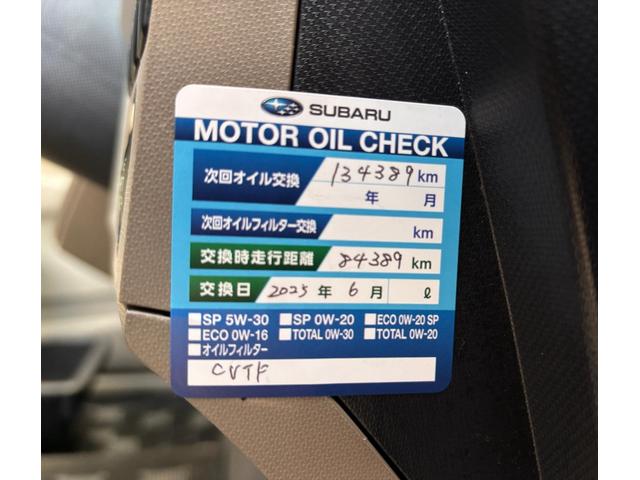 SUBARU
MOTOR OIL CHECK
次回オイル交換 134389 km
年 月
次回オイルフィルター交換 km
交換時走行距離 84389 km
交換日 2025 年 6 月 ℓ
SP 5W-30 SP 0W-20 ECO 0W-20 SP
ECO 0W-16 TOTAL 0W-30 TOTAL 0W-20
オイルフィルター
CVTF